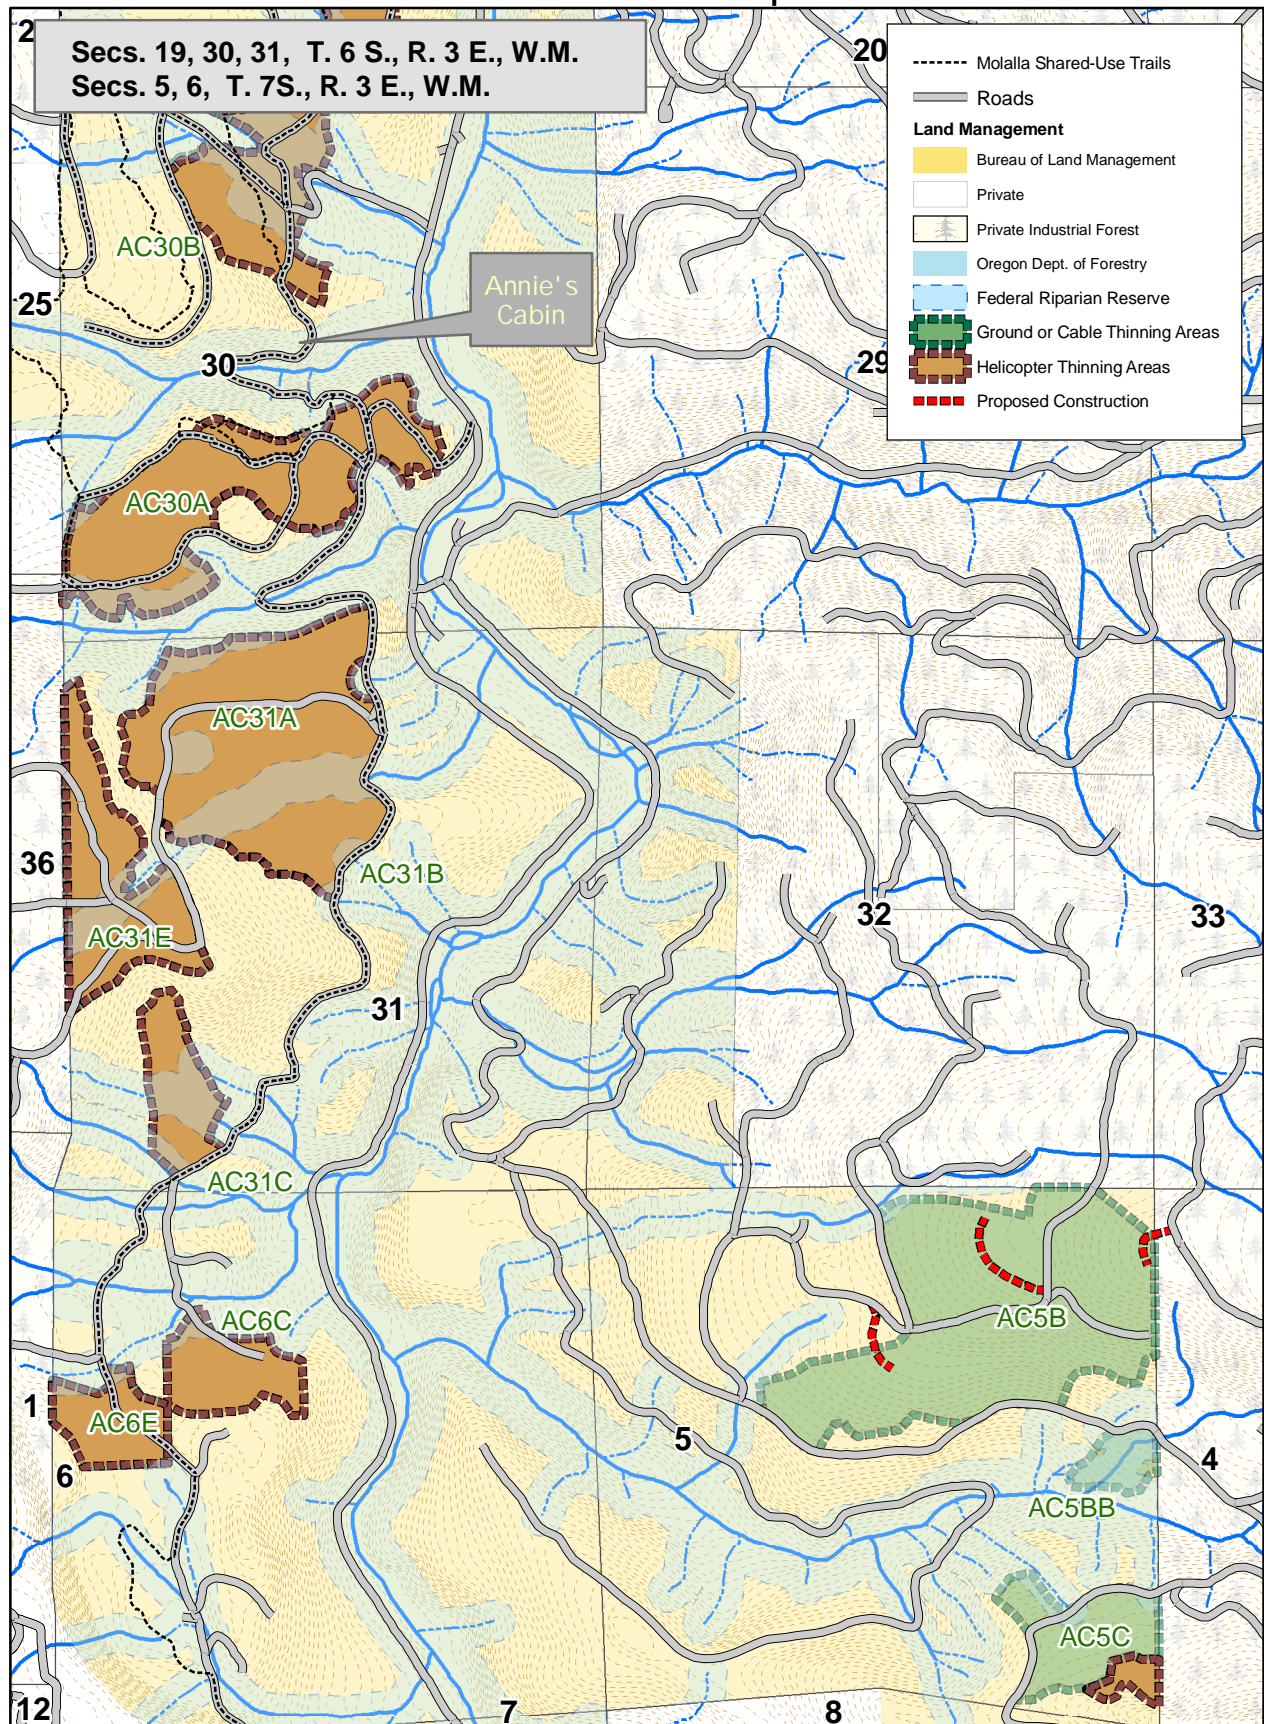 2
20
Secs. 19, 30, 31, T. 6 S., R. 3 E., W.M.
Secs. 5, 6, T. 7S., R. 3 E., W.M.
Molalla Shared-Use Trails
Roads
Land Management
Bureau of Land Management
Private
Private Industrial Forest
Oregon Dept. of Forestry
Federal Riparian Reserve
Ground or Cable Thinning Areas
Helicopter Thinning Areas
Proposed Construction
AC30B
25
Annie's
Cabin
30
29
AC30A
AC31A
36
AC31B
AC31E
32
33
31
AC31C
AC6C
AC5B
1
AC6E
5
4
6
AC5BB
AC5C
12
7
8